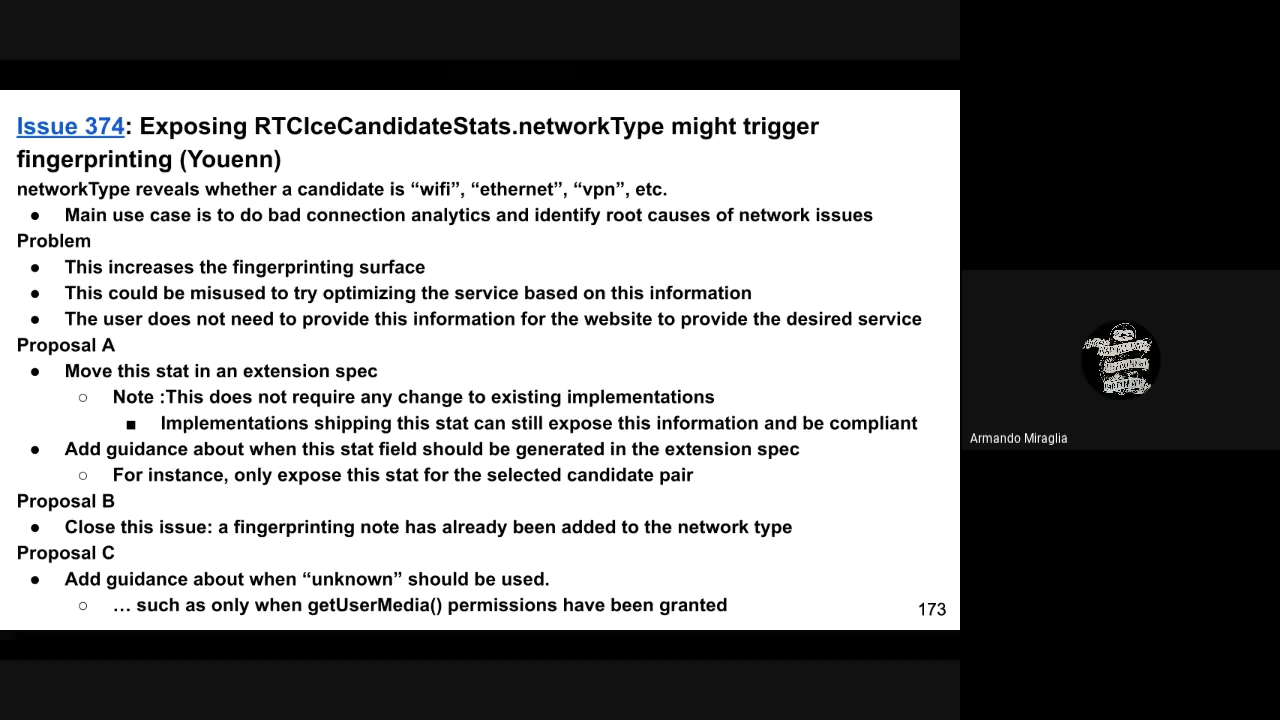 Issue 374: Exposing RTCIceCandidateStats.networkType might trigger
fingerprinting (Youenn)
networkType reveals whether a candidate is “wifi”, “ethernet”, “vpn”, etc.
● Main use case is to do bad connection analytics and identify root causes of network issues
Problem
● This increases the fingerprinting surface
● This could be misused to try optimizing the service based on this information
● The user does not need to provide this information for the website to provide the desired service
Proposal A
● Move this stat in an extension spec
○ Note :This does not require any change to existing implementations
■ Implementations shipping this stat can still expose this information and be compliant
● Add guidance about when this stat field should be generated in the extension spec
○ For instance, only expose this stat for the selected candidate pair
Proposal B
● Close this issue: a fingerprinting note has already been added to the network type
Proposal C
● Add guidance about when “unknown” should be used.
○ … such as only when getUserMedia() permissions have been granted
173
Armando Miraglia